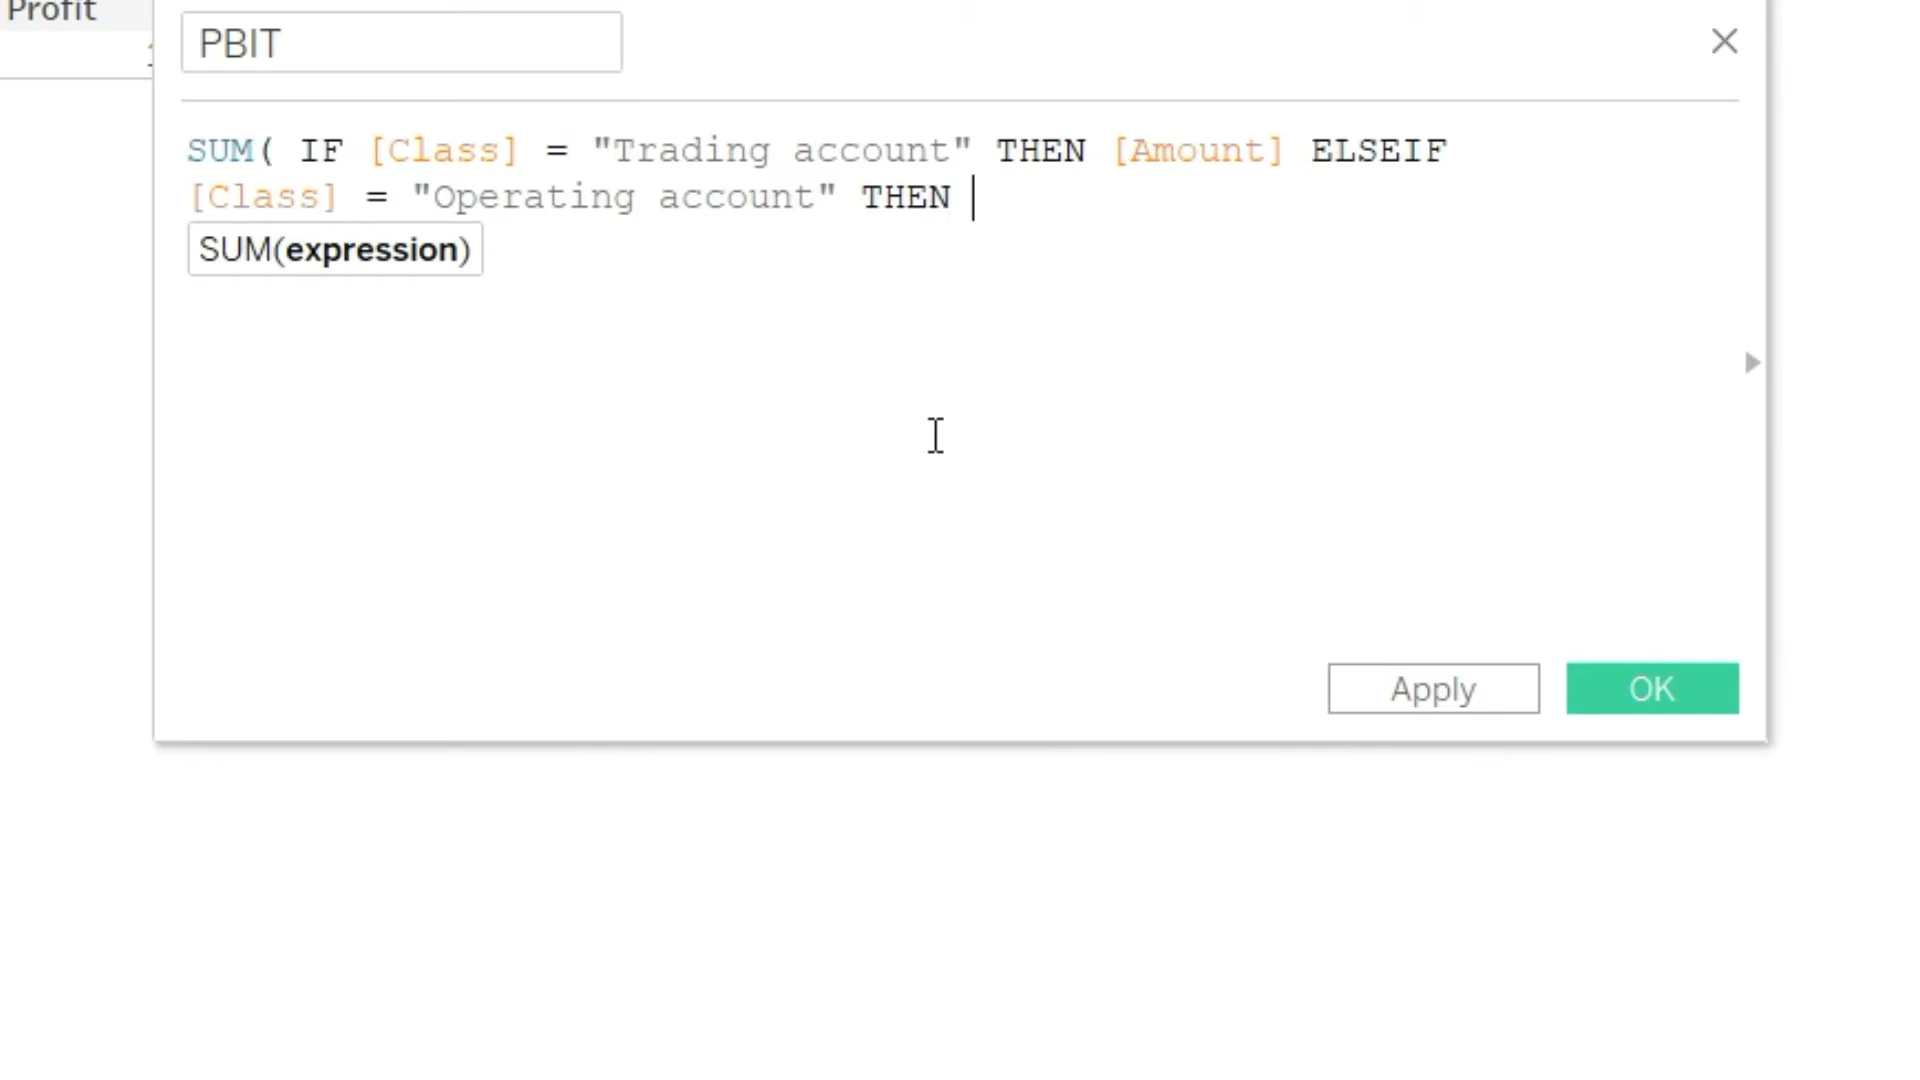 Profit
PBIT
SUM( IF [Class] = "Trading account" THEN [Amount] ELSEIF
[Class] = "Operating account" THEN
SUM(expression)
Apply
OK